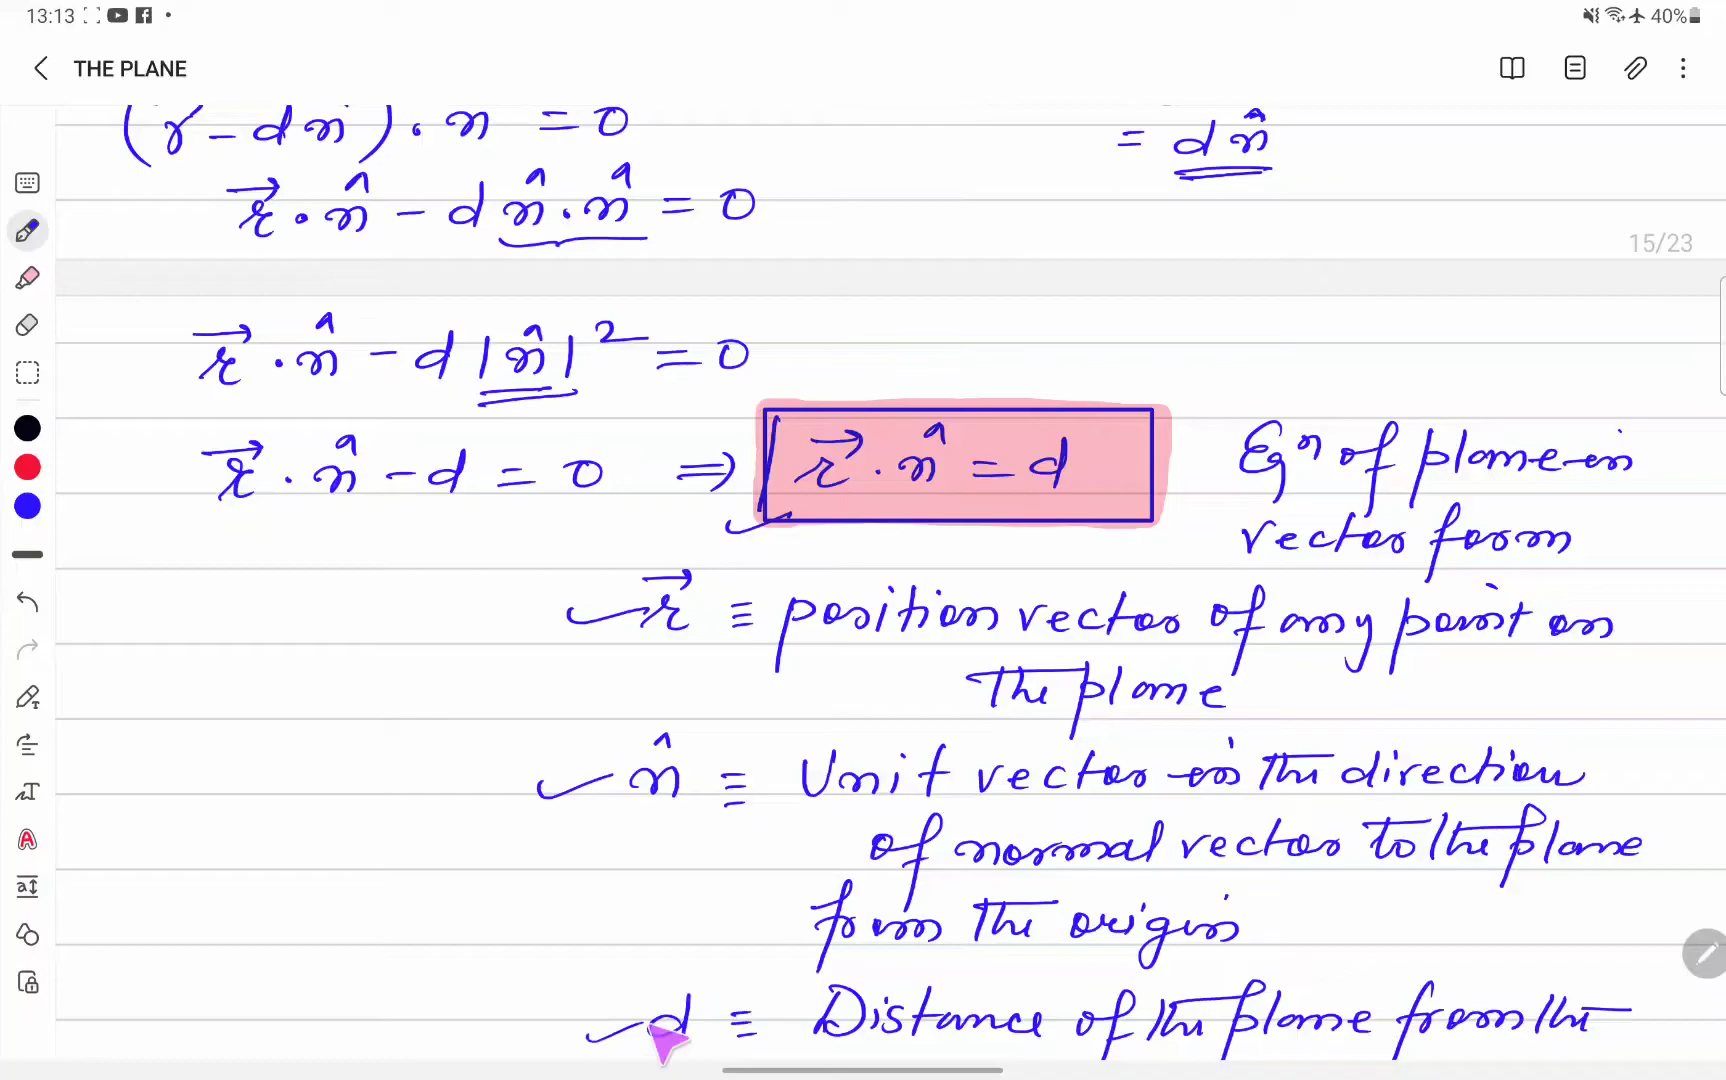 13:13
40%
THE PLANE
(r - dn) . n = 0
= d n̂
r⃗ . n̂ - d n̂ . n̂ = 0
15/23
r⃗ . n̂ - d |n̂|² = 0
r⃗ . n̂ - d = 0 ⇒ r⃗ . n̂ = d
Eqⁿ of plane in
vector form
r⃗ ≡ position vector of any point on
the plane
n̂ ≡ Unit vector in the direction
of normal vector to the plane
from the origin
d ≡ Distance of the plane from the